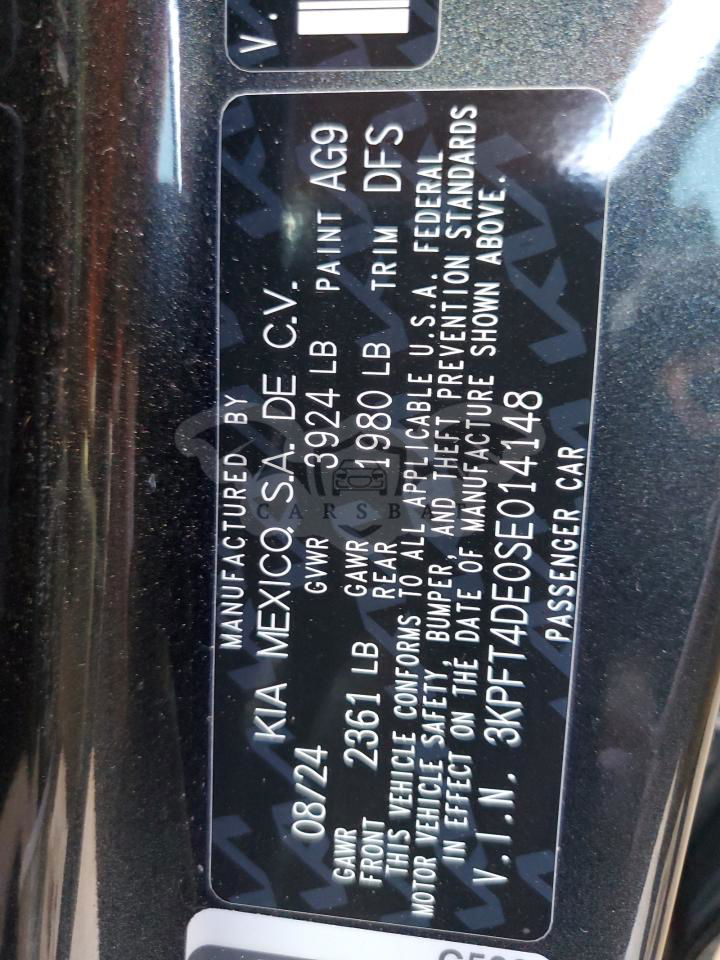 V.
MANUFACTURED BY
KIA MEXICO, S.A. DE C.V.
08/24 GVWR 3924 LB PAINT AG9
GAWR FRONT 2361 LB GAWR REAR 1980 LB TRIM DFS
THIS VEHICLE CONFORMS TO ALL APPLICABLE U.S.A. FEDERAL
MOTOR VEHICLE SAFETY, BUMPER, AND THEFT PREVENTION STANDARDS
IN EFFECT ON THE DATE OF MANUFACTURE SHOWN ABOVE.
V.I.N. 3KPFT4DE0SE014148
PASSENGER CAR